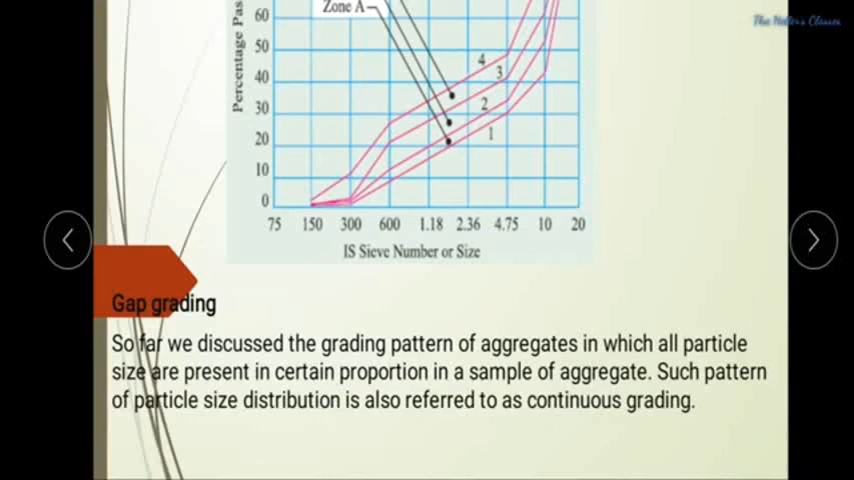 Percentage Pas
60
50
40
30
20
10
0
Zone A
4
3
2
1
75 150 300 600 1.18 2.36 4.75 10 20
IS Sieve Number or Size
The Hatter's Classes
Gap grading
So far we discussed the grading pattern of aggregates in which all particle
size are present in certain proportion in a sample of aggregate. Such pattern
of particle size distribution is also referred to as continuous grading.